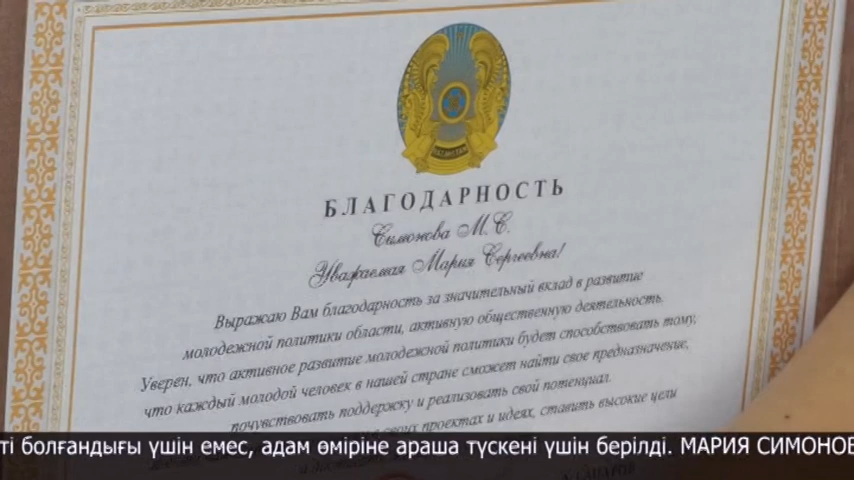 ҚАЗАҚСТАН
БЛАГОДАРНОСТЬ
Симонова М.С.
Уважаемая Мария Сергеевна!
Выражаю Вам благодарность за значительный вклад в развитие
молодежной политики области, активную общественную деятельность.
Уверен, что активное развитие молодежной политики будет способствовать тому,
что каждый молодой человек в нашей стране сможет найти свое предназначение,
почувствовать поддержку и реализовать свой потенциал.
своих проектах и идеях, ставить высокие цели
ті болғандығы үшін емес, адам өміріне араша түскені үшін берілді. МАРИЯ СИМОНОВ